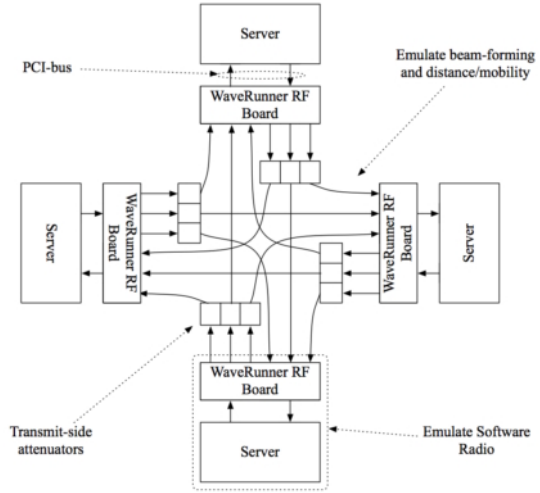 Server
PCI-bus
Emulate beam-forming
and distance/mobility
WaveRunner RF
Board
Server
WaveRunner RF
Board
WaveRunner RF
Board
Server
WaveRunner RF
Board
Transmit-side
attenuators
Server
Emulate Software
Radio